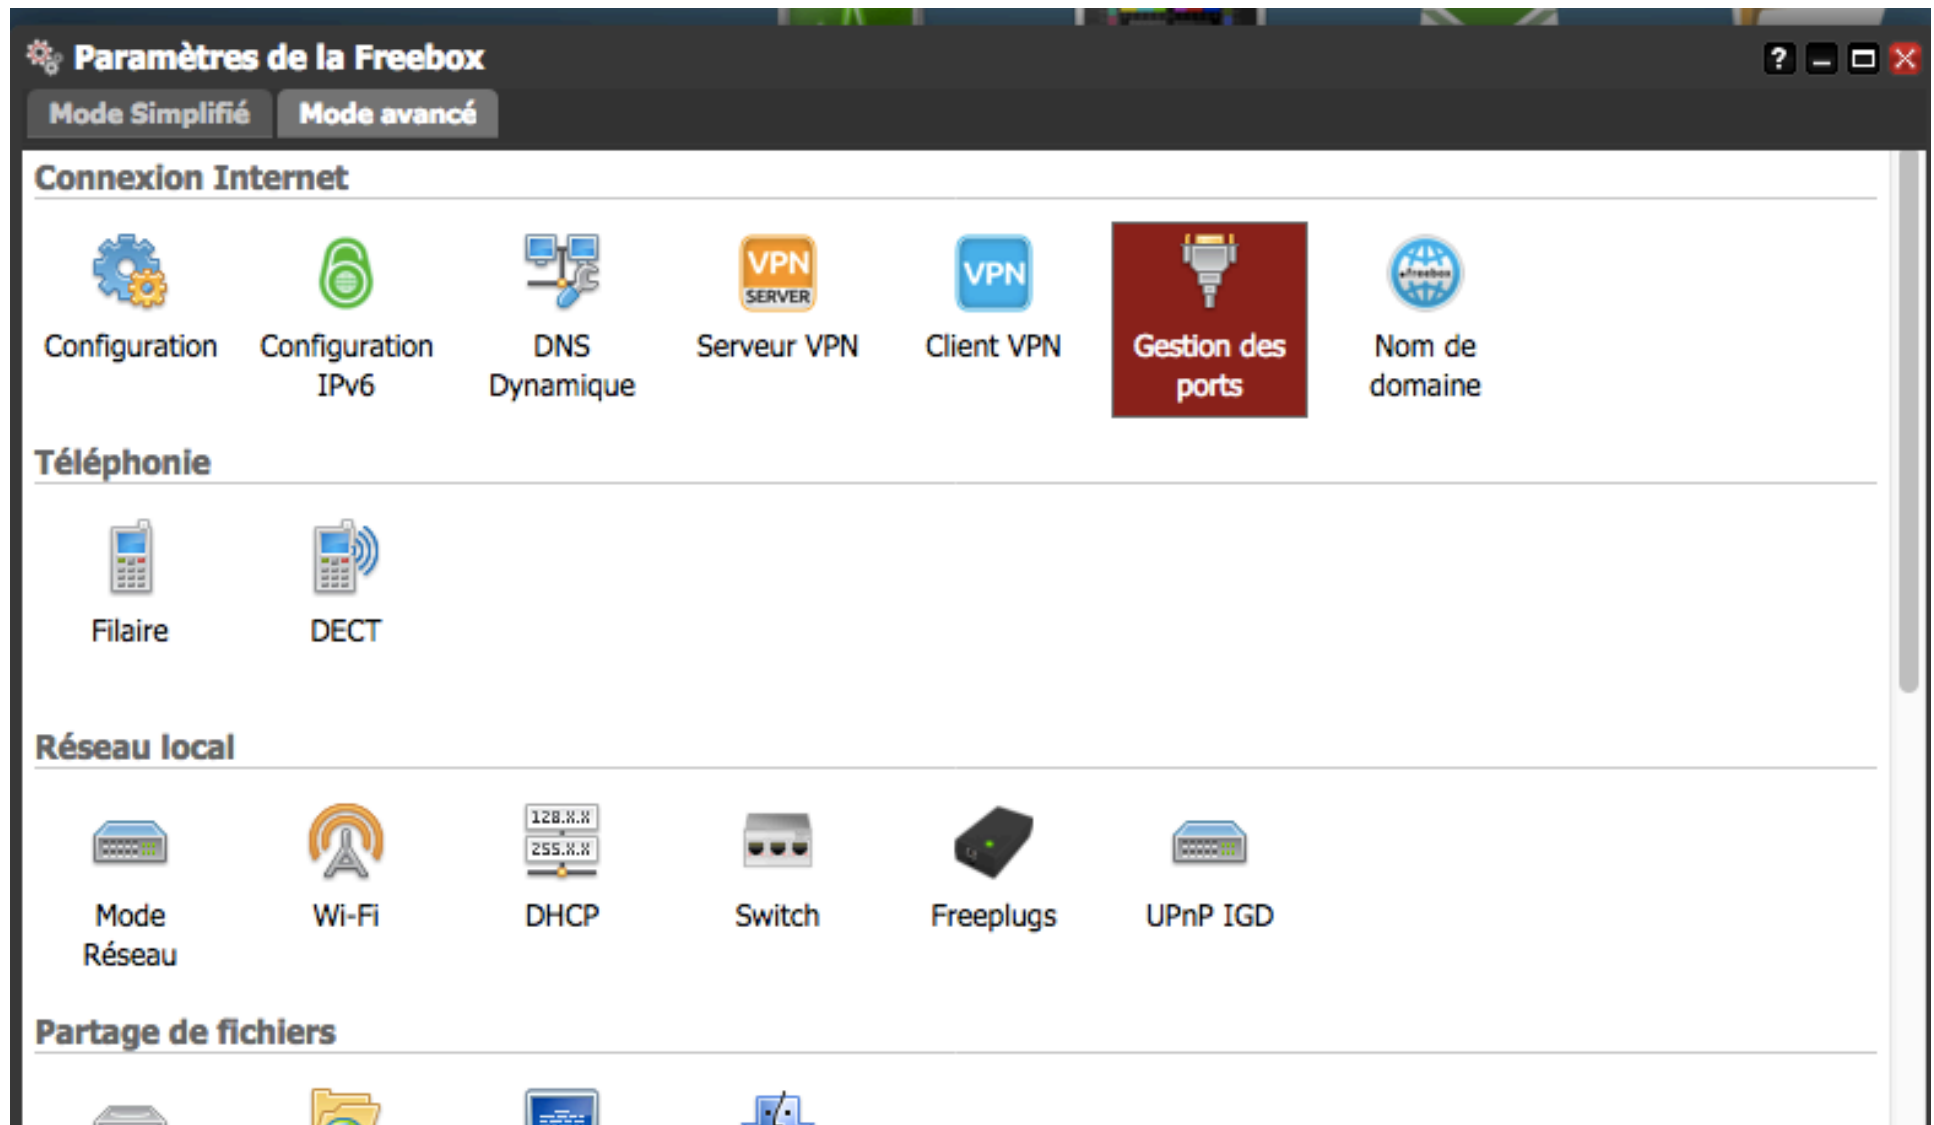 Paramètres de la Freebox
?
Mode Simplifié Mode avancé
Connexion Internet
VPN
SERVER
VPN
.freebox
Configuration
Configuration
IPv6
DNS
Dynamique
Serveur VPN
Client VPN
Gestion des
ports
Nom de
domaine
Téléphonie
Filaire
DECT
Réseau local
128.X.X
255.X.X
Mode
Réseau
Wi-Fi
DHCP
Switch
Freeplugs
UPnP IGD
Partage de fichiers